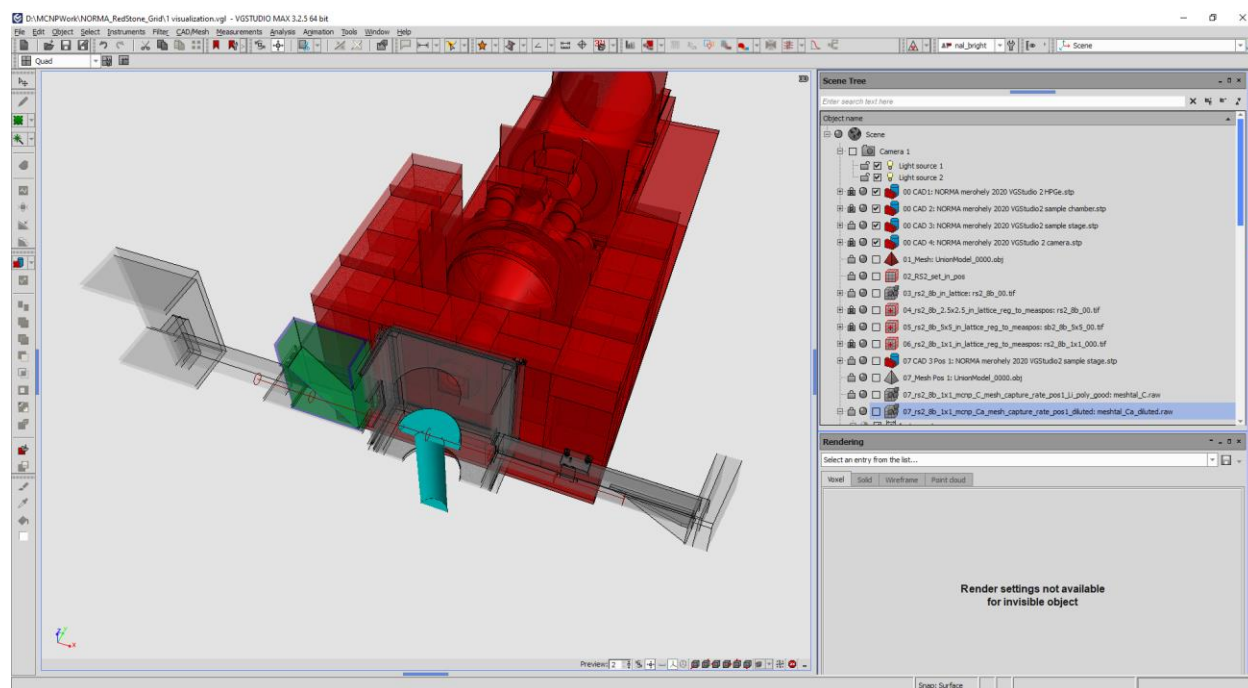 D:\MCNPWork\NORMA_RedStone_Grid\1 visualization.vgl - VGSTUDIO MAX 3.2.5 64 bit
File Edit Object Select Instruments Filter CAD/Mesh Measurements Analysis Animation Tools Window Help
nal_bright
Scene
Quad
Scene Tree
Enter search text here
Object name
Scene
Camera 1
Light source 1
Light source 2
00 CAD1: NORMA merohely 2020 VGStudio 2 HPGe.stp
00 CAD 2: NORMA merohely 2020 VGStudio2 sample chamber.stp
00 CAD 3: NORMA merohely 2020 VGStudio2 sample stage.stp
00 CAD 4: NORMA merohely 2020 VGStudio 2 camera.stp
01_Mesh: UnionModel_0000.obj
02_RS2_set_in_pos
03_rs2_8b_in_lattice: rs2_8b_00.tif
04_rs2_8b_2.5x2.5_in_lattice_reg_to_measpos: rs2_8b_00.tif
05_rs2_8b_5x5_in_lattice_reg_to_measpos: sb2_8b_5x5_00.tif
06_rs2_8b_1x1_in_lattice_reg_to_measpos: rs2_8b_1x1_000.tif
07 CAD 3 Pos 1: NORMA merohely 2020 VGStudio2 sample stage.stp
07_Mesh Pos 1: UnionModel_0000.obj
07_rs2_8b_1x1_mcnp_C_mesh_capture_rate_pos1_Li_poly_good: meshtal_C.raw
07_rs2_8b_1x1_mcnp_Ca_mesh_capture_rate_pos1_diluted: meshtal_Ca_diluted.raw
Rendering
Select an entry from the list...
Voxel Solid Wireframe Point cloud
Render settings not available
for invisible object
x
Preview: 2
Snap: Surface